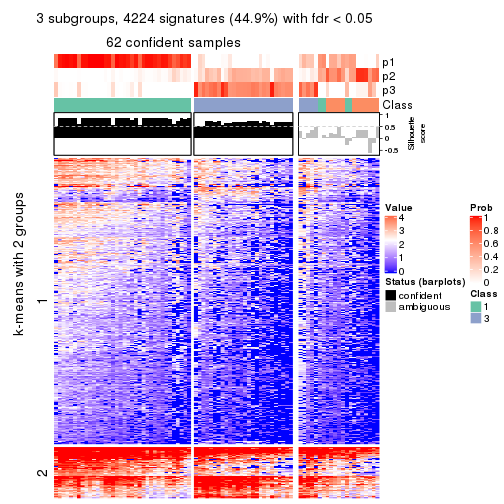 3 subgroups, 4224 signatures (44.9%) with fdr < 0.05
62 confident samples
p1
p2
p3
Class
1
0.5
0
-0.5
Silhouette
score
k-means with 2 groups
1
2
Value
4
3
2
1
0
Status (barplots)
confident
ambiguous
Prob
1
0.8
0.6
0.4
0.2
0
Class
1
3